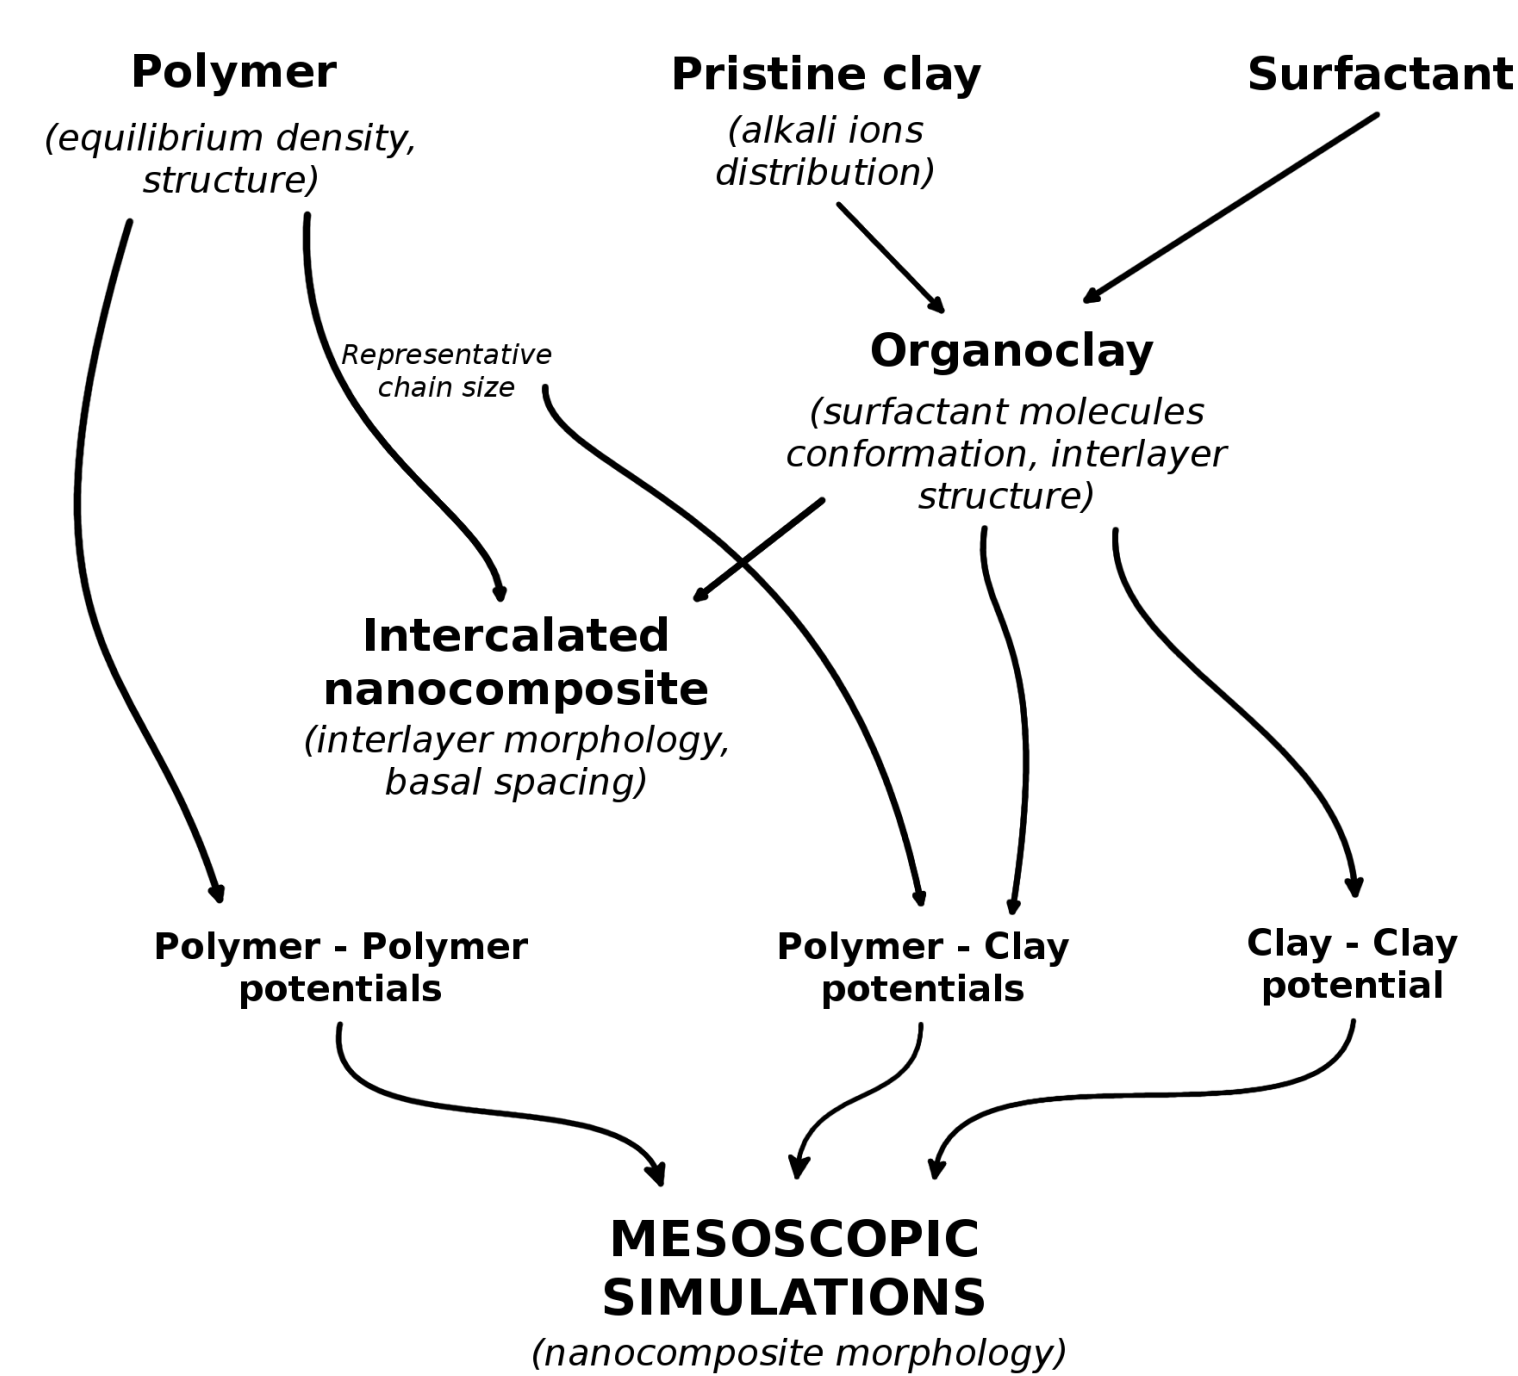 Polymer
(equilibrium density,
structure)
Pristine clay
(alkali ions
distribution)
Surfactant
Representative
chain size
Organoclay
(surfactant molecules
conformation, interlayer
structure)
Intercalated
nanocomposite
(interlayer morphology,
basal spacing)
Polymer - Polymer
potentials
Polymer - Clay
potentials
Clay - Clay
potential
MESOSCOPIC
SIMULATIONS
(nanocomposite morphology)